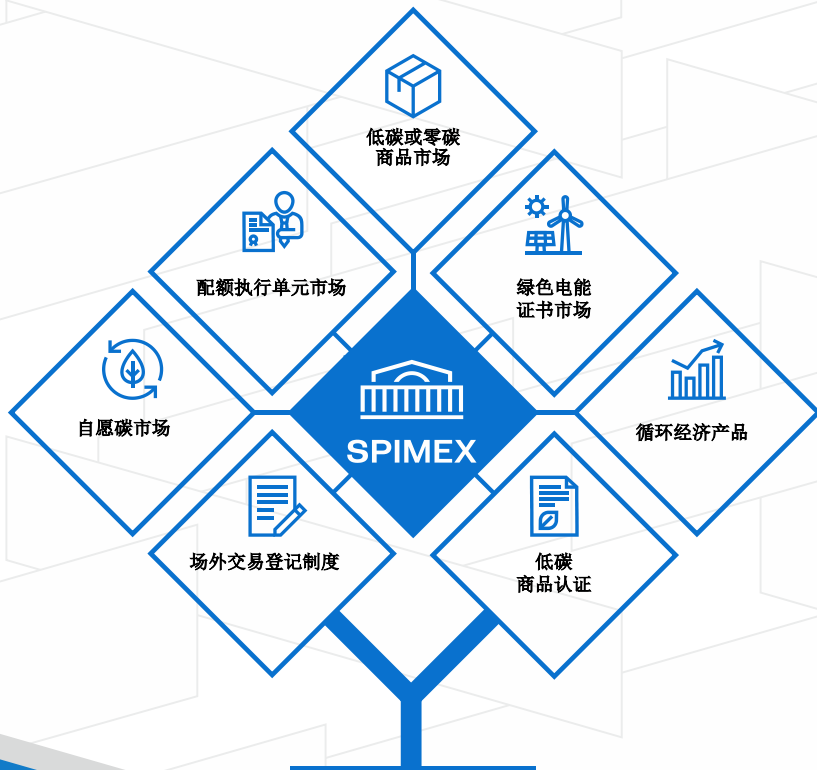 低碳或零碳
商品市场
配额执行单元市场
绿色电能
证书市场
自愿碳市场
SPIMEX
循环经济产品
场外交易登记制度
低碳
商品认证